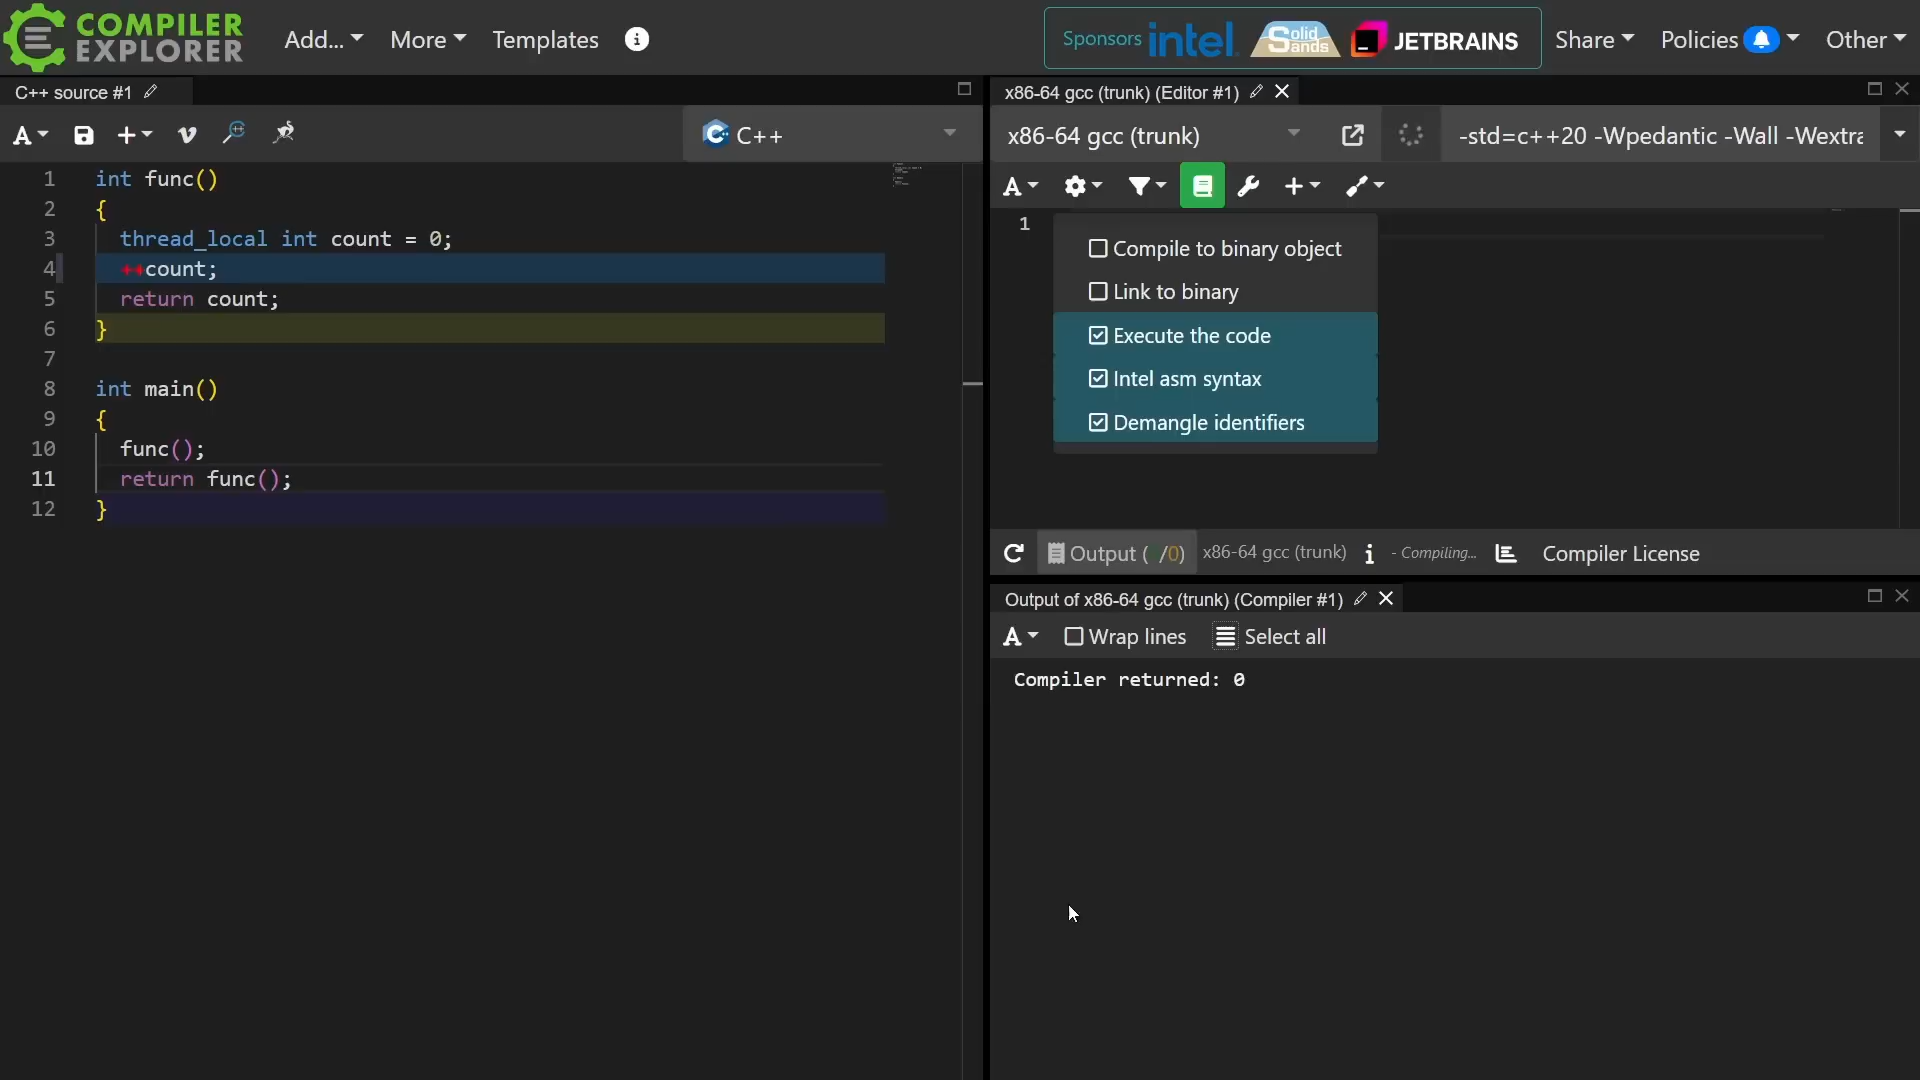 COMPILER
EXPLORER
Add...
More
Templates
Sponsors
intel.
Solid
Sands
JETBRAINS
Share
Policies
Other
C++ source #1
A
C++
1 int func()
2 {
3 thread_local int count = 0;
4 ++count;
5 return count;
6 }
7
8 int main()
9 {
10 func();
11 return func();
12 }
x86-64 gcc (trunk) (Editor #1)
x86-64 gcc (trunk)
-std=c++20 -Wpedantic -Wall -Wextra
A
1
Compile to binary object
Link to binary
Execute the code
Intel asm syntax
Demangle identifiers
Output ( /0)
x86-64 gcc (trunk)
- Compiling...
Compiler License
Output of x86-64 gcc (trunk) (Compiler #1)
A
Wrap lines
Select all
Compiler returned: 0